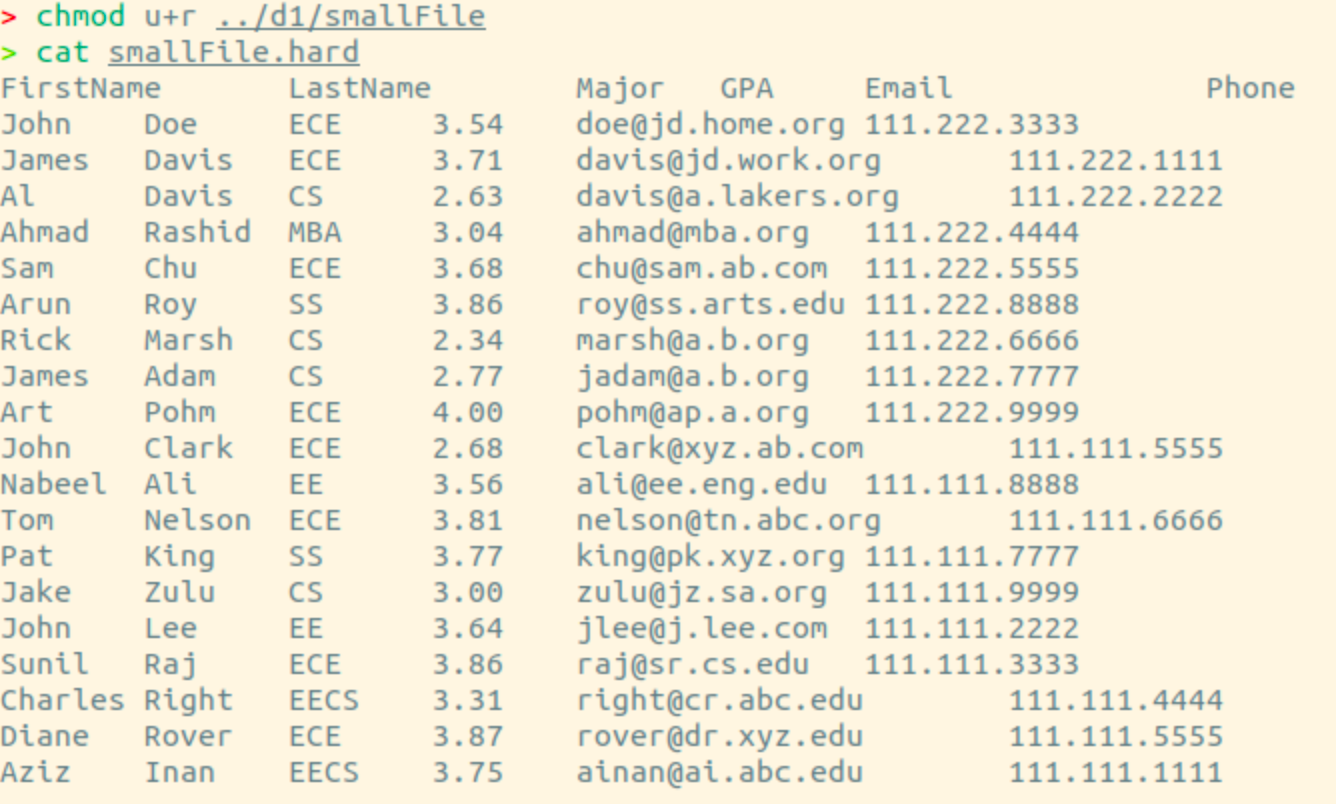 > chmod u+r ../d1/smallFile
> cat smallFile.hard
FirstName LastName Major GPA Email Phone
John Doe ECE 3.54 doe@jd.home.org 111.222.3333
James Davis ECE 3.71 davis@jd.work.org 111.222.1111
Al Davis CS 2.63 davis@a.lakers.org 111.222.2222
Ahmad Rashid MBA 3.04 ahmad@mba.org 111.222.4444
Sam Chu ECE 3.68 chu@sam.ab.com 111.222.5555
Arun Roy SS 3.86 roy@ss.arts.edu 111.222.8888
Rick Marsh CS 2.34 marsh@a.b.org 111.222.6666
James Adam CS 2.77 jadam@a.b.org 111.222.7777
Art Pohm ECE 4.00 pohm@ap.a.org 111.222.9999
John Clark ECE 2.68 clark@xyz.ab.com 111.111.5555
Nabeel Ali EE 3.56 ali@ee.eng.edu 111.111.8888
Tom Nelson ECE 3.81 nelson@tn.abc.org 111.111.6666
Pat King SS 3.77 king@pk.xyz.org 111.111.7777
Jake Zulu CS 3.00 zulu@jz.sa.org 111.111.9999
John Lee EE 3.64 jlee@j.lee.com 111.111.2222
Sunil Raj ECE 3.86 raj@sr.cs.edu 111.111.3333
Charles Right EECS 3.31 right@cr.abc.edu 111.111.4444
Diane Rover ECE 3.87 rover@dr.xyz.edu 111.111.5555
Aziz Inan EECS 3.75 ainan@ai.abc.edu 111.111.1111